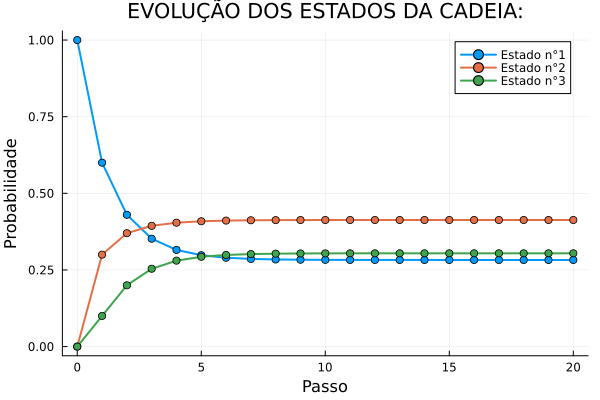 EVOLUÇÃO DOS ESTADOS DA CADEIA:
1.00
0.75
0.50
0.25
0.00
Probabilidade
Estado n°1
Estado n°2
Estado n°3
0 5 10 15 20
Passo